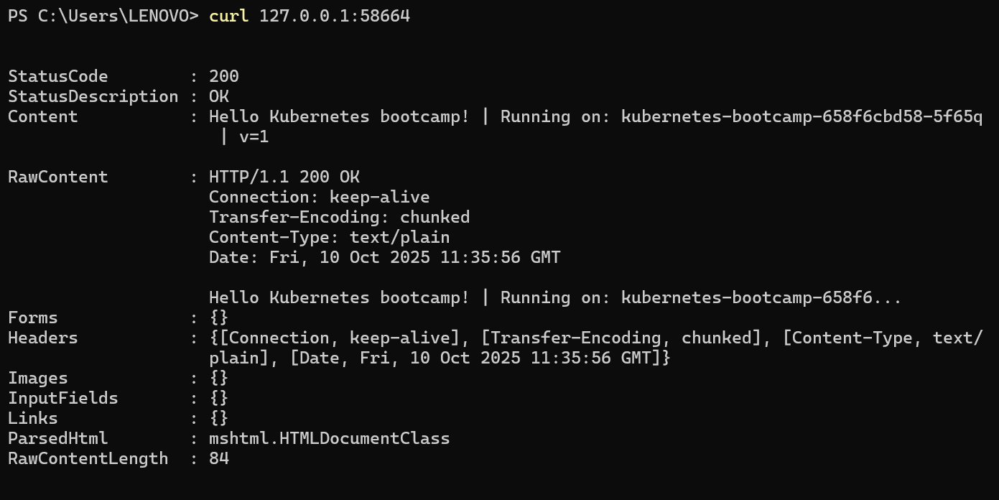 PS C:\Users\LENOVO> curl 127.0.0.1:58664
StatusCode        : 200
StatusDescription : OK
Content           : Hello Kubernetes bootcamp! | Running on: kubernetes-bootcamp-658f6cbd58-5f65q
                     | v=1
RawContent        : HTTP/1.1 200 OK
                    Connection: keep-alive
                    Transfer-Encoding: chunked
                    Content-Type: text/plain
                    Date: Fri, 10 Oct 2025 11:35:56 GMT
                    Hello Kubernetes bootcamp! | Running on: kubernetes-bootcamp-658f6...
Forms             : {}
Headers           : {[Connection, keep-alive], [Transfer-Encoding, chunked], [Content-Type, text/
                    plain], [Date, Fri, 10 Oct 2025 11:35:56 GMT]}
Images            : {}
InputFields       : {}
Links             : {}
ParsedHtml        : mshtml.HTMLDocumentClass
RawContentLength  : 84